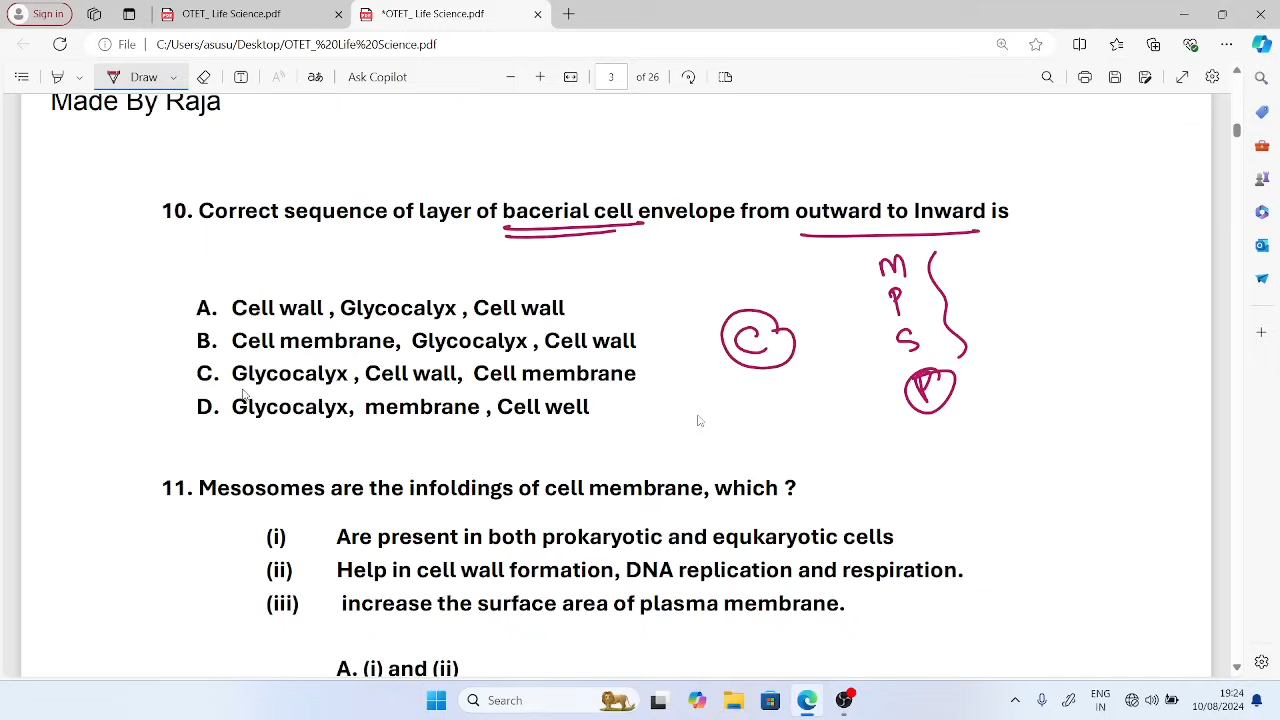 Sign in
OTET_ Life Science.pdf
*OTET_ Life Science.pdf
File
C:/Users/asusu/Desktop/OTET_%20Life%20Science.pdf
Draw
Ask Copilot
3 of 26
Made By Raja
10. Correct sequence of layer of bacerial cell envelope from outward to Inward is
A. Cell wall , Glycocalyx , Cell wall
B. Cell membrane, Glycocalyx , Cell wall
C. Glycocalyx , Cell wall, Cell membrane
D. Glycocalyx, membrane , Cell well
M
P
S
P
C
11. Mesosomes are the infoldings of cell membrane, which ?
(i) Are present in both prokaryotic and equkaryotic cells
(ii) Help in cell wall formation, DNA replication and respiration.
(iii) increase the surface area of plasma membrane.
A. (i) and (ii)
Search
ENG
IN
19:24
10/08/2024